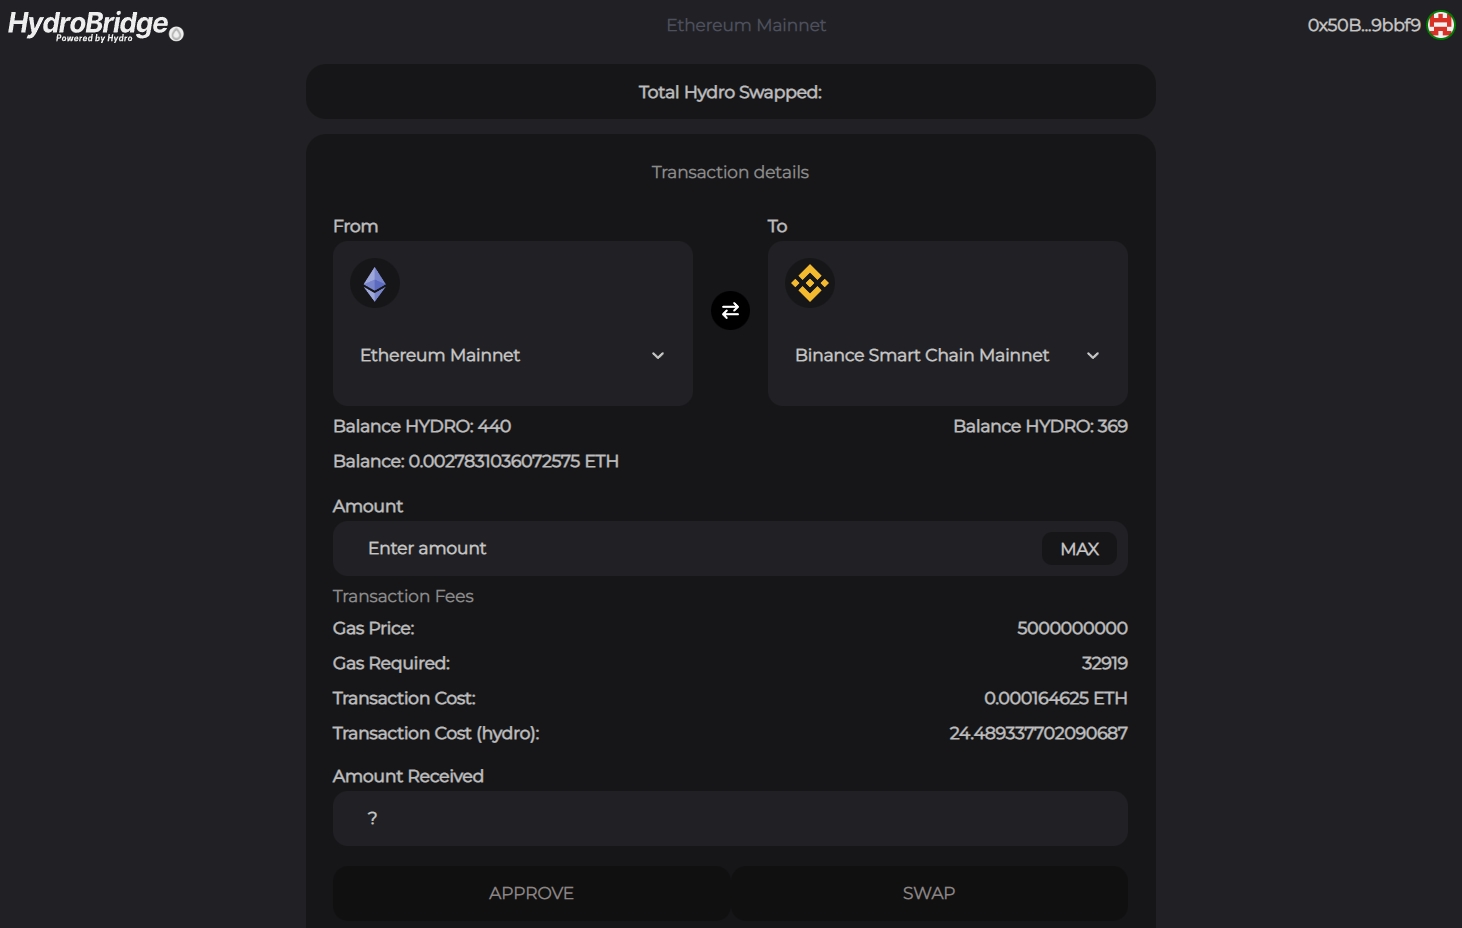 HydroBridge
Powered by Hydro
Ethereum Mainnet
0x50B...9bbf9
Total Hydro Swapped:
Transaction details
From
To
Ethereum Mainnet
Binance Smart Chain Mainnet
Balance HYDRO: 440
Balance HYDRO: 369
Balance: 0.0027831036072575 ETH
Amount
Enter amount
MAX
Transaction Fees
Gas Price:
5000000000
Gas Required:
32919
Transaction Cost:
0.000164625 ETH
Transaction Cost (hydro):
24.489337702090687
Amount Received
?
APPROVE
SWAP